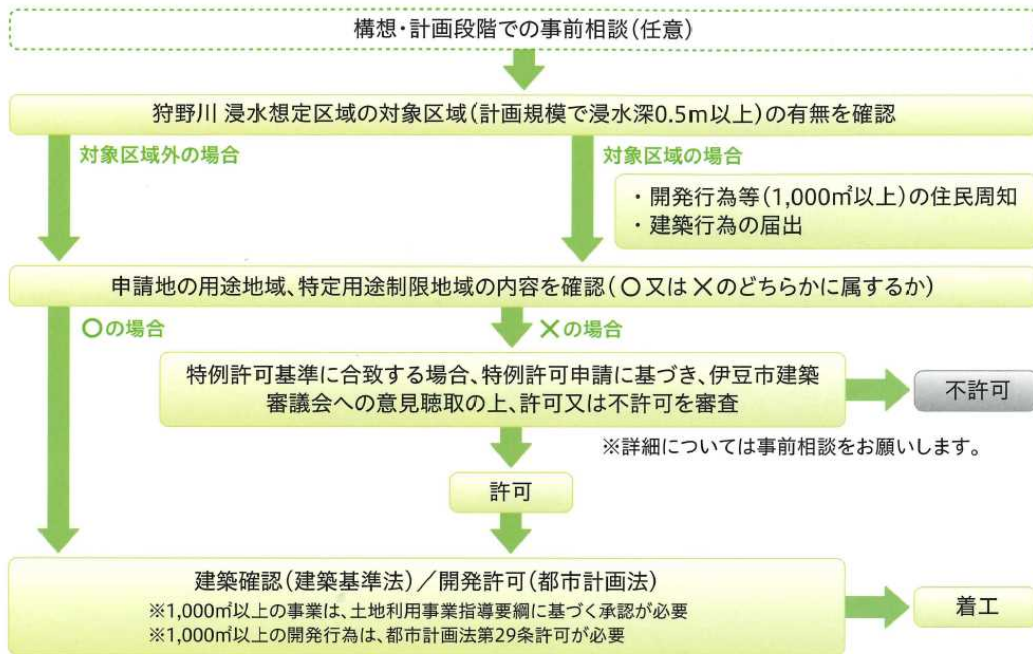 構想・計画段階での事前相談(任意)
狩野川 浸水想定区域の対象区域(計画規模で浸水深0.5m以上)の有無を確認
対象区域外の場合
対象区域の場合
・開発行為等(1,000㎡以上)の住民周知
・建築行為の届出
申請地の用途地域、特定用途制限地域の内容を確認(○又は×のどちらかに属するか)
○の場合
×の場合
特例許可基準に合致する場合、特例許可申請に基づき、伊豆市建築
審議会への意見聴取の上、許可又は不許可を審査
不許可
※詳細については事前相談をお願いします。
許可
建築確認(建築基準法)/開発許可(都市計画法)
※1,000㎡以上の事業は、土地利用事業指導要綱に基づく承認が必要
※1,000㎡以上の開発行為は、都市計画法第29条許可が必要
着工